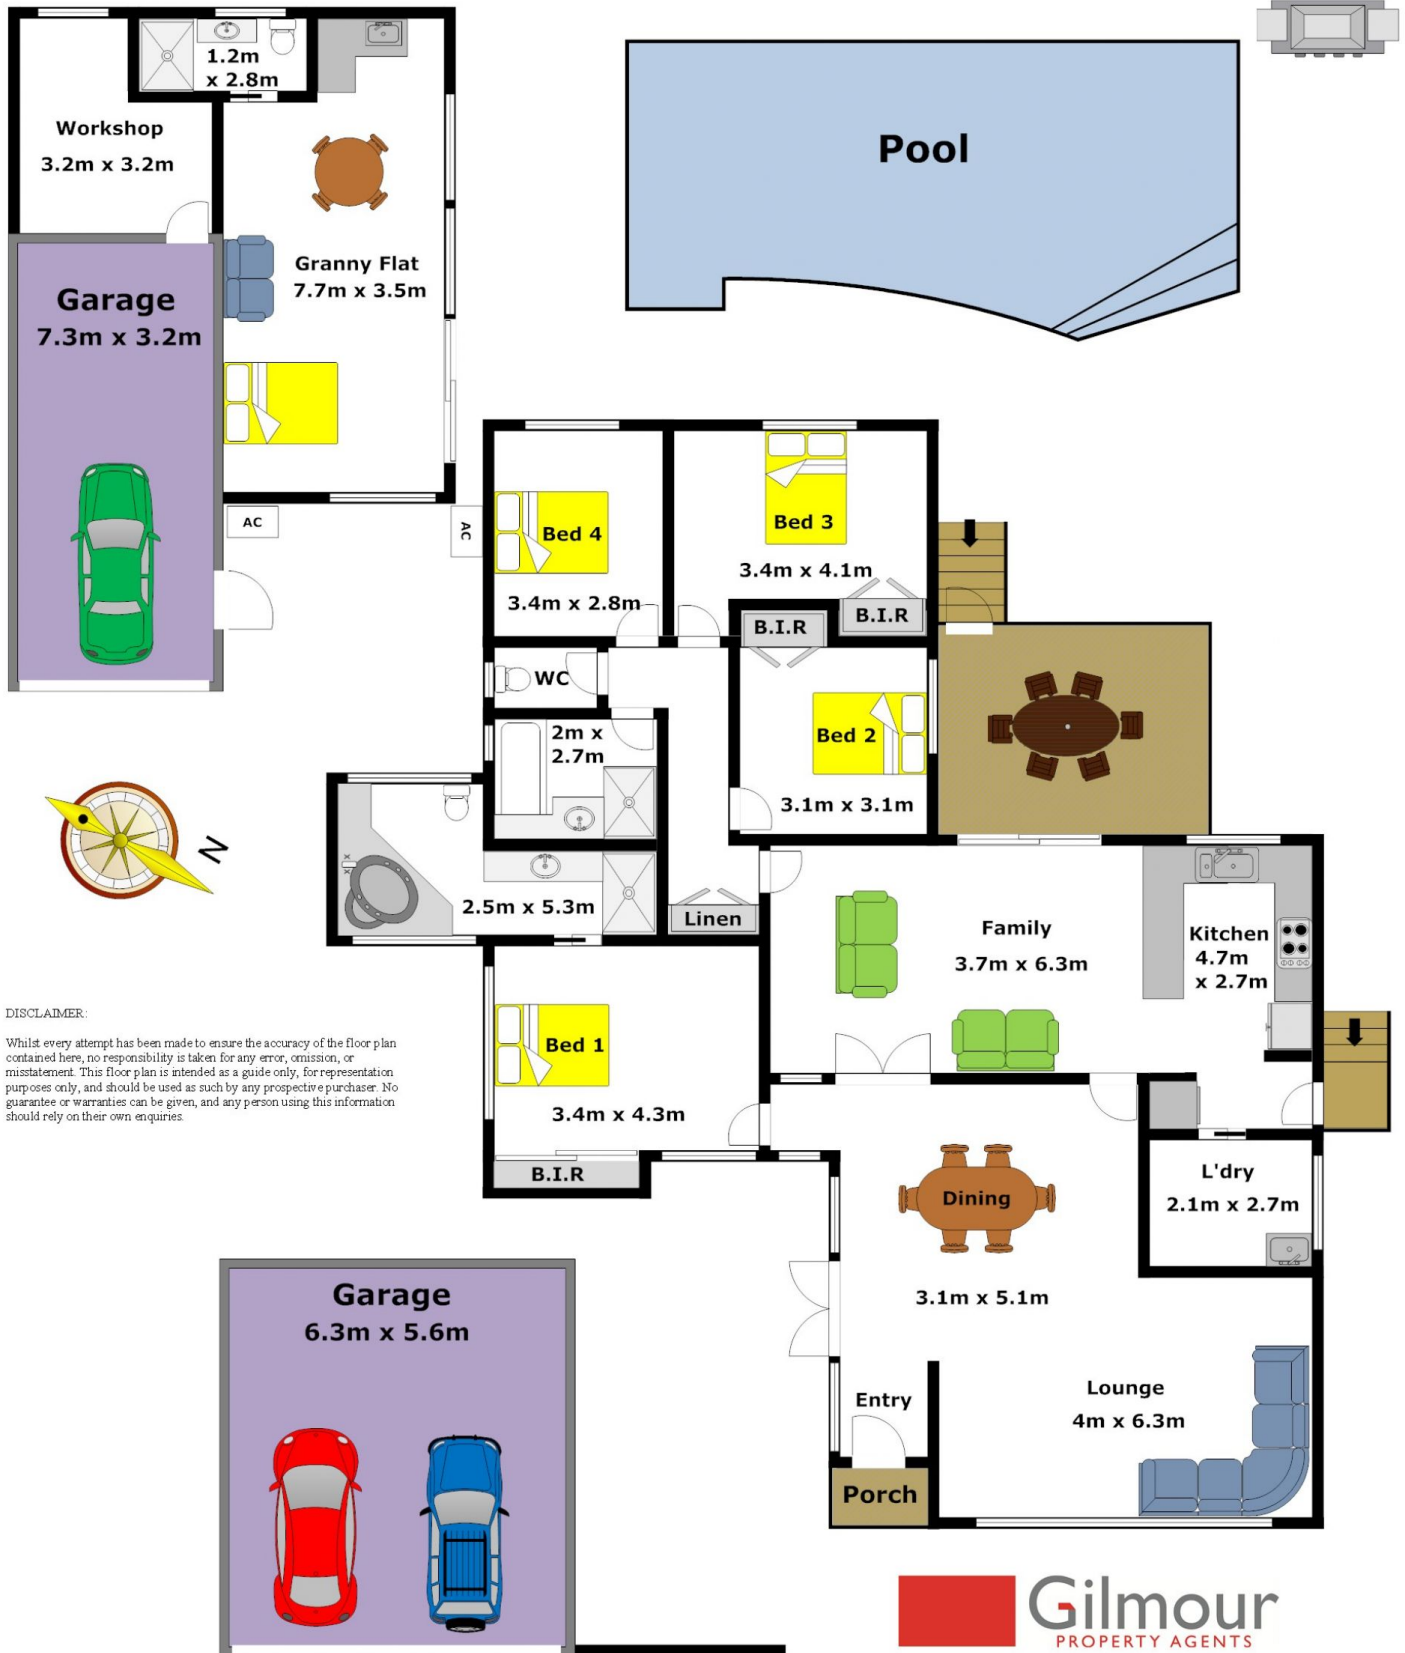 1.2m
x 2.8m
Workshop
3.2m x 3.2m
Pool
Granny Flat
7.7m x 3.5m
Garage
7.3m x 3.2m
AC
AC
Bed 4
3.4m x 2.8m
Bed 3
3.4m x 4.1m
B.I.R
B.I.R
WC
2m x
2.7m
Bed 2
3.1m x 3.1m
N
2.5m x 5.3m
Linen
Family
3.7m x 6.3m
Kitchen
4.7m
x 2.7m
DISCLAIMER:
Whilst every attempt has been made to ensure the accuracy of the floor plan
contained here, no responsibility is taken for any error, omission, or
misstatement. This floor plan is intended as a guide only, for representation
purposes only, and should be used as such by any prospective purchaser. No
guarantee or warranties can be given, and any person using this information
should rely on their own enquiries.
Bed 1
3.4m x 4.3m
B.I.R
L'dry
2.1m x 2.7m
Dining
3.1m x 5.1m
Garage
6.3m x 5.6m
Entry
Lounge
4m x 6.3m
Porch
Gilmour
PROPERTY AGENTS